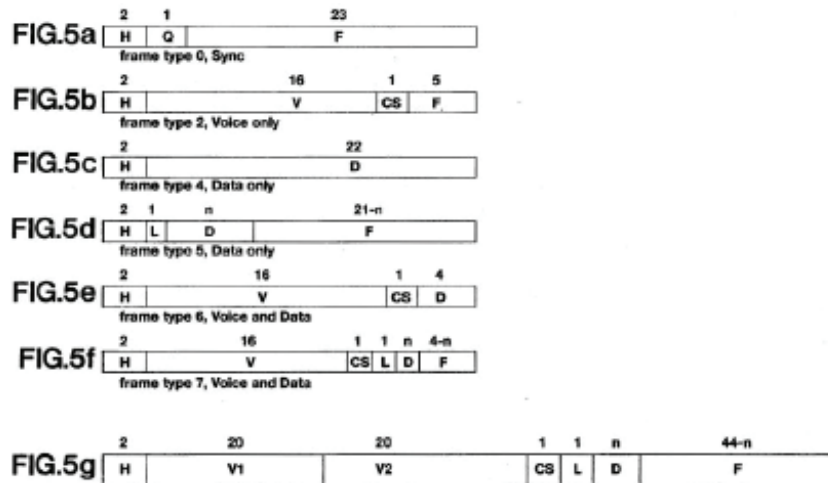 2 1 23
FIG.5a H Q F
frame type 0, Sync
2 16 1 5
FIG.5b H V CS F
frame type 2, Voice only
2 22
FIG.5c H D
frame type 4, Data only
2 1 n 21-n
FIG.5d H L D F
frame type 5, Data only
2 16 1 4
FIG.5e H V CS D
frame type 6, Voice and Data
2 16 1 1 n 4-n
FIG.5f H V CS L D F
frame type 7, Voice and Data
2 20 20 1 1 n 44-n
FIG.5g H V1 V2 CS L D F